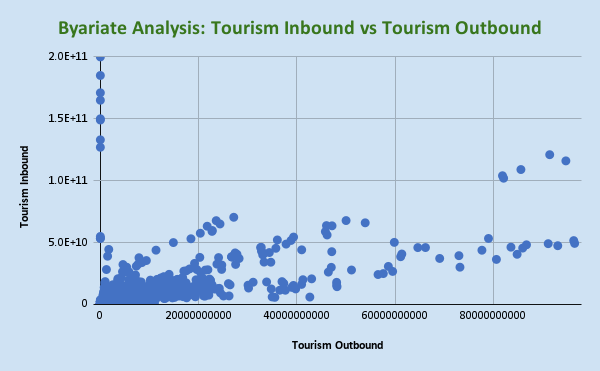 Byariate Analysis: Tourism Inbound vs Tourism Outbound
2.0E+11
1.5E+11
1.0E+11
5.0E+10
0
Tourism Inbound
0 20000000000 40000000000 60000000000 80000000000
Tourism Outbound